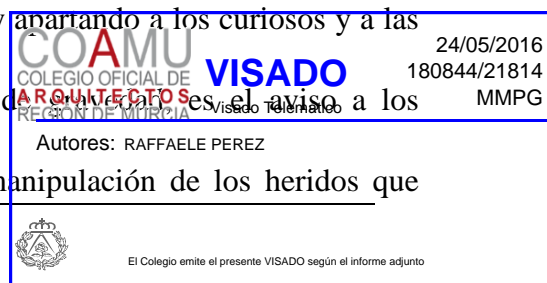 y apartando a los curiosos y a las
COAMU
COLEGIO OFICIAL DE
ARQUITECTOS
REGIÓN DE MURCIA
VISADO
Visado Telemático
24/05/2016
180844/21814
MMPG
gravedad, es el aviso a los
Autores: RAFFAELE PEREZ
manipulación de los heridos que
El Colegio emite el presente VISADO según el informe adjunto